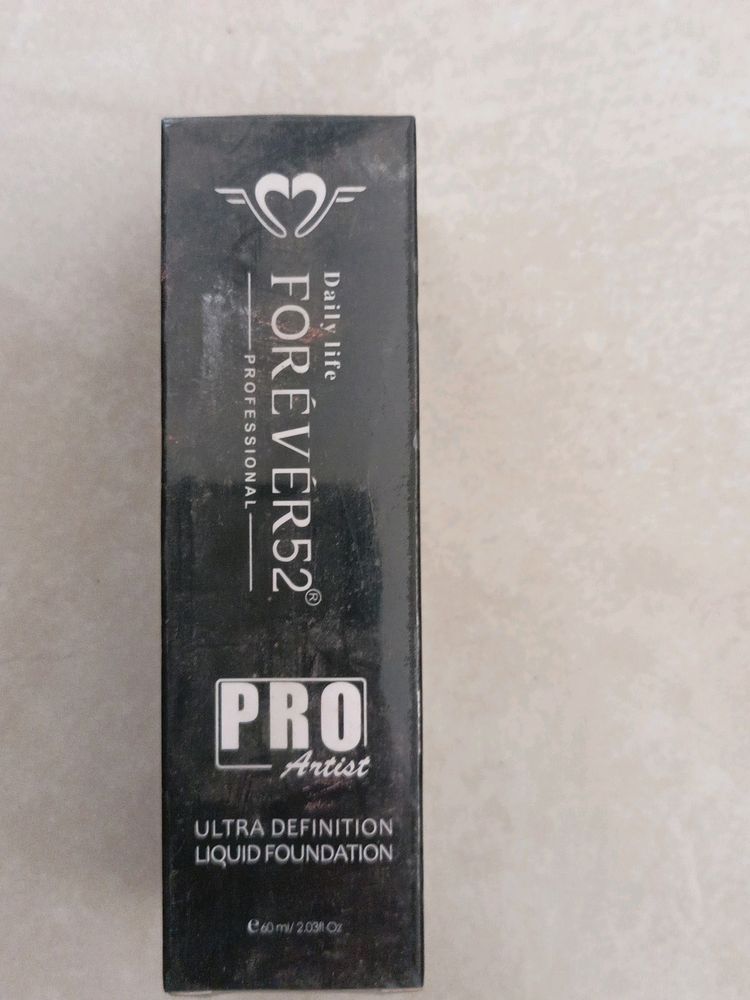 Daily life
FORÉVÉR52®
PROFESSIONAL
PRO
Artist
ULTRA DEFINITION
LIQUID FOUNDATION
℮60 ml/ 2.03fl·Oz